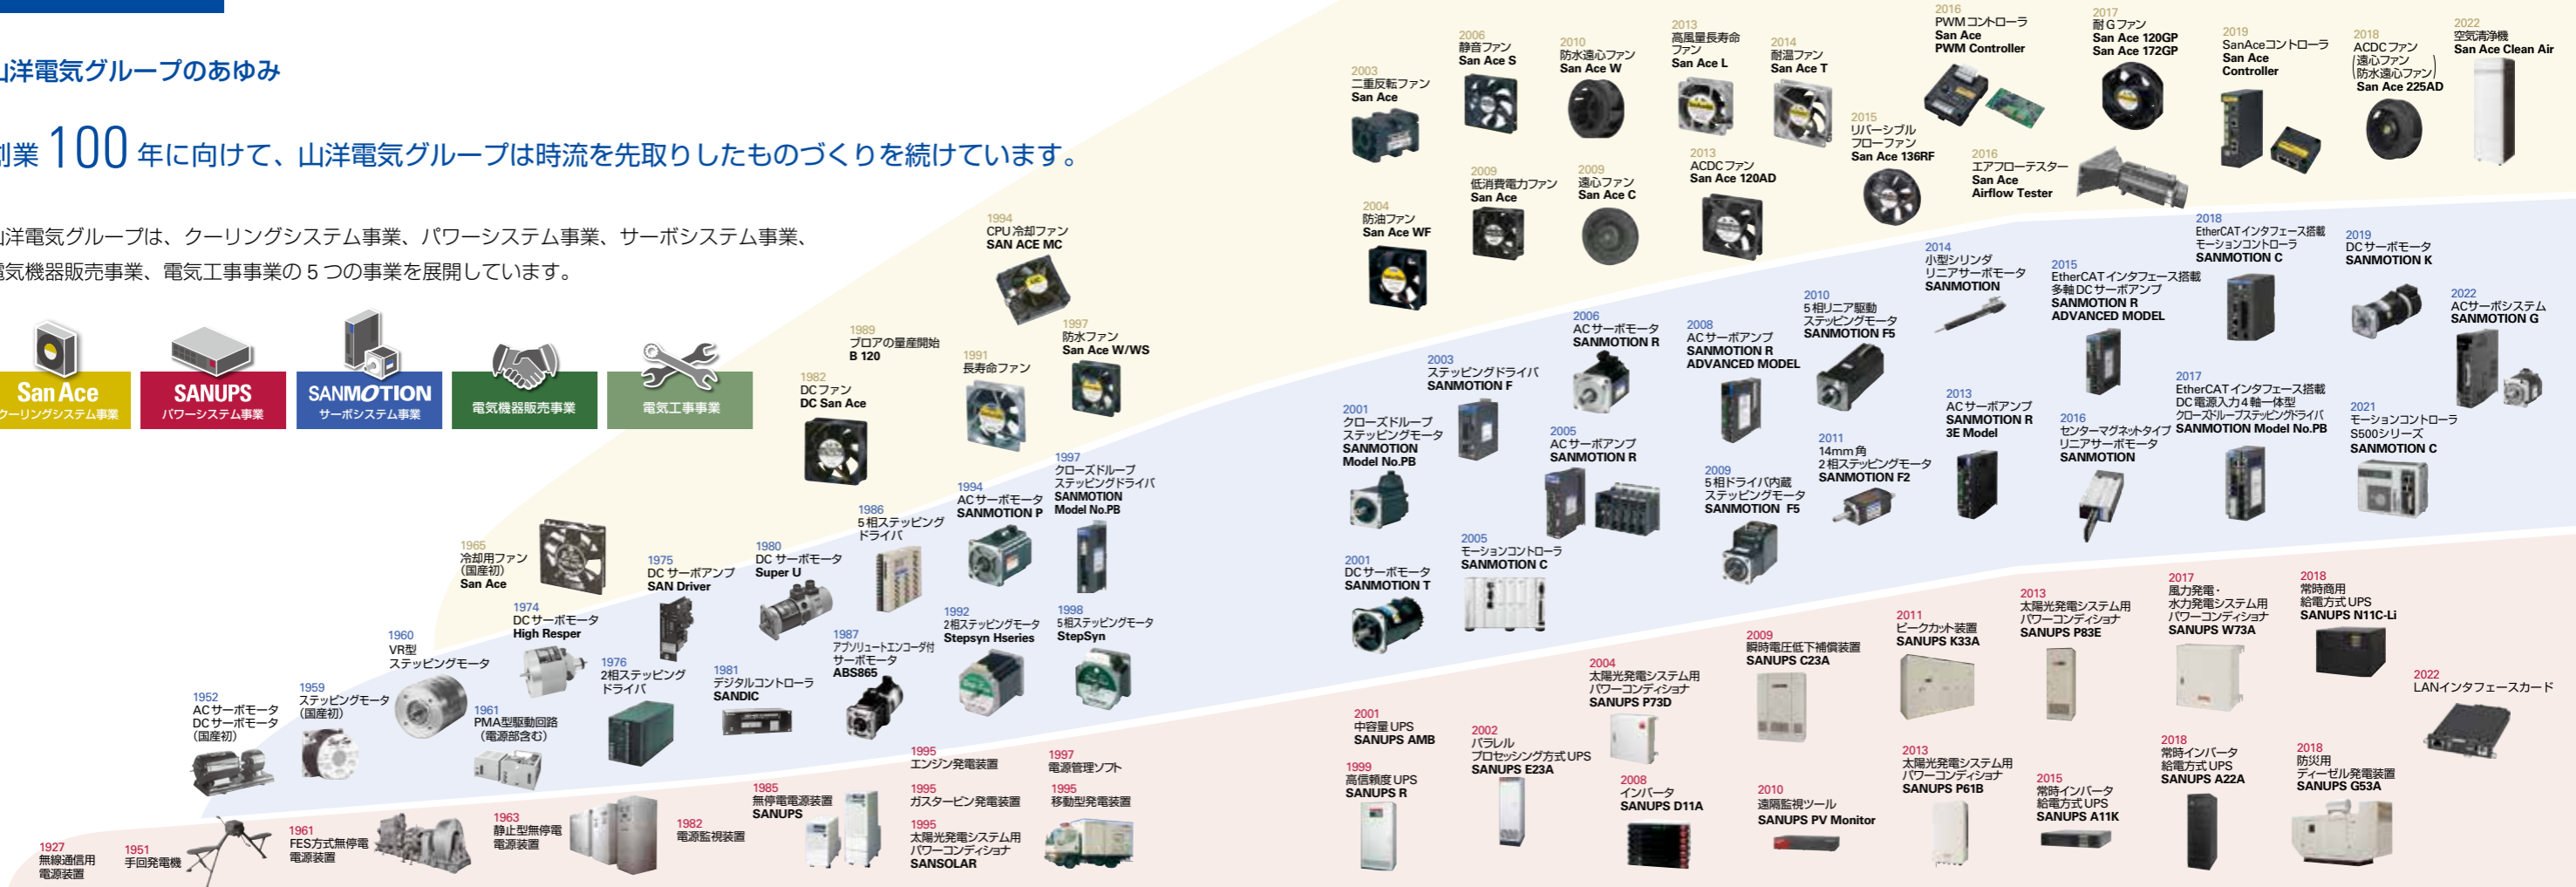 山洋電気グループのあゆみ
創業100年に向けて、山洋電気グループは時流を先取りしたものづくりを続けています。
山洋電気グループは、クーリングシステム事業、パワーシステム事業、サーボシステム事業、
電気機器販売事業、電気工事事業の5つの事業を展開しています。
San Ace
クーリングシステム事業
SANUPS
パワーシステム事業
SANMOTION
サーボシステム事業
電気機器販売事業
電気工事事業
1965
冷却用ファン
(国産初)
San Ace
1982
DCファン
DC San Ace
1989
ブロアの量産開始
B 120
1991
長寿命ファン
1994
CPU冷却ファン
SAN ACE MC
1997
防水ファン
San Ace W/WS
2003
二重反転ファン
San Ace
2004
防油ファン
San Ace WF
2006
静音ファン
San Ace S
2009
低消費電力ファン
San Ace
2010
防水遠心ファン
San Ace W
2009
遠心ファン
San Ace C
2013
高風量長寿命
ファン
San Ace L
2013
ACDCファン
San Ace 120AD
2014
耐温ファン
San Ace T
2015
リバーシブル
フローファン
San Ace 136RF
2016
PWMコントローラ
San Ace
PWM Controller
2016
エアフローテスター
San Ace
Airflow Tester
2017
耐Gファン
San Ace 120GP
San Ace 172GP
2019
SanAceコントローラ
San Ace
Controller
2018
ACDCファン
(遠心ファン
防水遠心ファン)
San Ace 225AD
2022
空気清浄機
San Ace Clean Air
1952
ACサーボモータ
DCサーボモータ
(国産初)
1959
ステッピングモータ
(国産初)
1960
VR型
ステッピングモータ
1961
PMA型駆動回路
(電源部含む)
1974
DCサーボモータ
High Resper
1976
2相ステッピング
ドライバ
1975
DC サーボアンプ
SAN Driver
1981
デジタルコントローラ
SANDIC
1980
DC サーボモータ
Super U
1986
5相ステッピング
ドライバ
1987
アブソリュートエンコーダ付
サーボモータ
ABS865
1994
ACサーボモータ
SANMOTION P
1992
2相ステッピングモータ
Stepsyn Hseries
1997
クローズドループ
ステッピングドライバ
SANMOTION
Model No.PB
1998
5相ステッピングモータ
StepSyn
2001
クローズドループ
ステッピングモータ
SANMOTION
Model No.PB
2001
DCサーボモータ
SANMOTION T
2003
ステッピングドライバ
SANMOTION F
2005
モーションコントローラ
SANMOTION C
2006
ACサーボモータ
SANMOTION R
2005
ACサーボアンプ
SANMOTION R
2008
ACサーボアンプ
SANMOTION R
ADVANCED MODEL
2009
5相ドライバ内蔵
ステッピングモータ
SANMOTION F5
2010
5相リニア駆動
ステッピングモータ
SANMOTION F5
2011
14mm角
2相ステッピングモータ
SANMOTION F2
2014
小型シリンダ
リニアサーボモータ
SANMOTION
2013
ACサーボアンプ
SANMOTION R
3E Model
2015
EtherCATインタフェース搭載
多軸DCサーボアンプ
SANMOTION R
ADVANCED MODEL
2016
センターマグネットタイプ
リニアサーボモータ
SANMOTION
2018
EtherCATインタフェース搭載
モーションコントローラ
SANMOTION C
2017
EtherCATインタフェース搭載
DC電源入力4軸一体型
クローズドループステッピングドライバ
SANMOTION Model No.PB
2019
DCサーボモータ
SANMOTION K
2021
モーションコントローラ
S500シリーズ
SANMOTION C
2022
ACサーボシステム
SANMOTION G
1927
無線通信用
電源装置
1951
手回発電機
1961
FES方式無停電
電源装置
1963
静止型無停電
電源装置
1982
電源監視装置
1985
無停電電源装置
SANUPS
1995
エンジン発電装置
1995
ガスタービン発電装置
1995
太陽光発電システム用
パワーコンディショナ
SANSOLAR
1997
電源管理ソフト
1995
移動型発電装置
2001
中容量UPS
SANUPS AMB
1999
高信頼度UPS
SANUPS R
2002
パラレル
プロセッシング方式UPS
SANUPS E23A
2004
太陽光発電システム用
パワーコンディショナ
SANUPS P73D
2008
インバータ
SANUPS D11A
2009
瞬時電圧低下補償装置
SANUPS C23A
2010
遠隔監視ツール
SANUPS PV Monitor
2011
ピークカット装置
SANUPS K33A
2013
太陽光発電システム用
パワーコンディショナ
SANUPS P61B
2013
太陽光発電システム用
パワーコンディショナ
SANUPS P83E
2015
常時インバータ
給電方式UPS
SANUPS A11K
2017
風力発電・
水力発電システム用
パワーコンディショナ
SANUPS W73A
2018
常時インバータ
給電方式UPS
SANUPS A22A
2018
常時商用
給電方式UPS
SANUPS N11C-Li
2018
防災用
ディーゼル発電装置
SANUPS G53A
2022
LANインタフェースカード